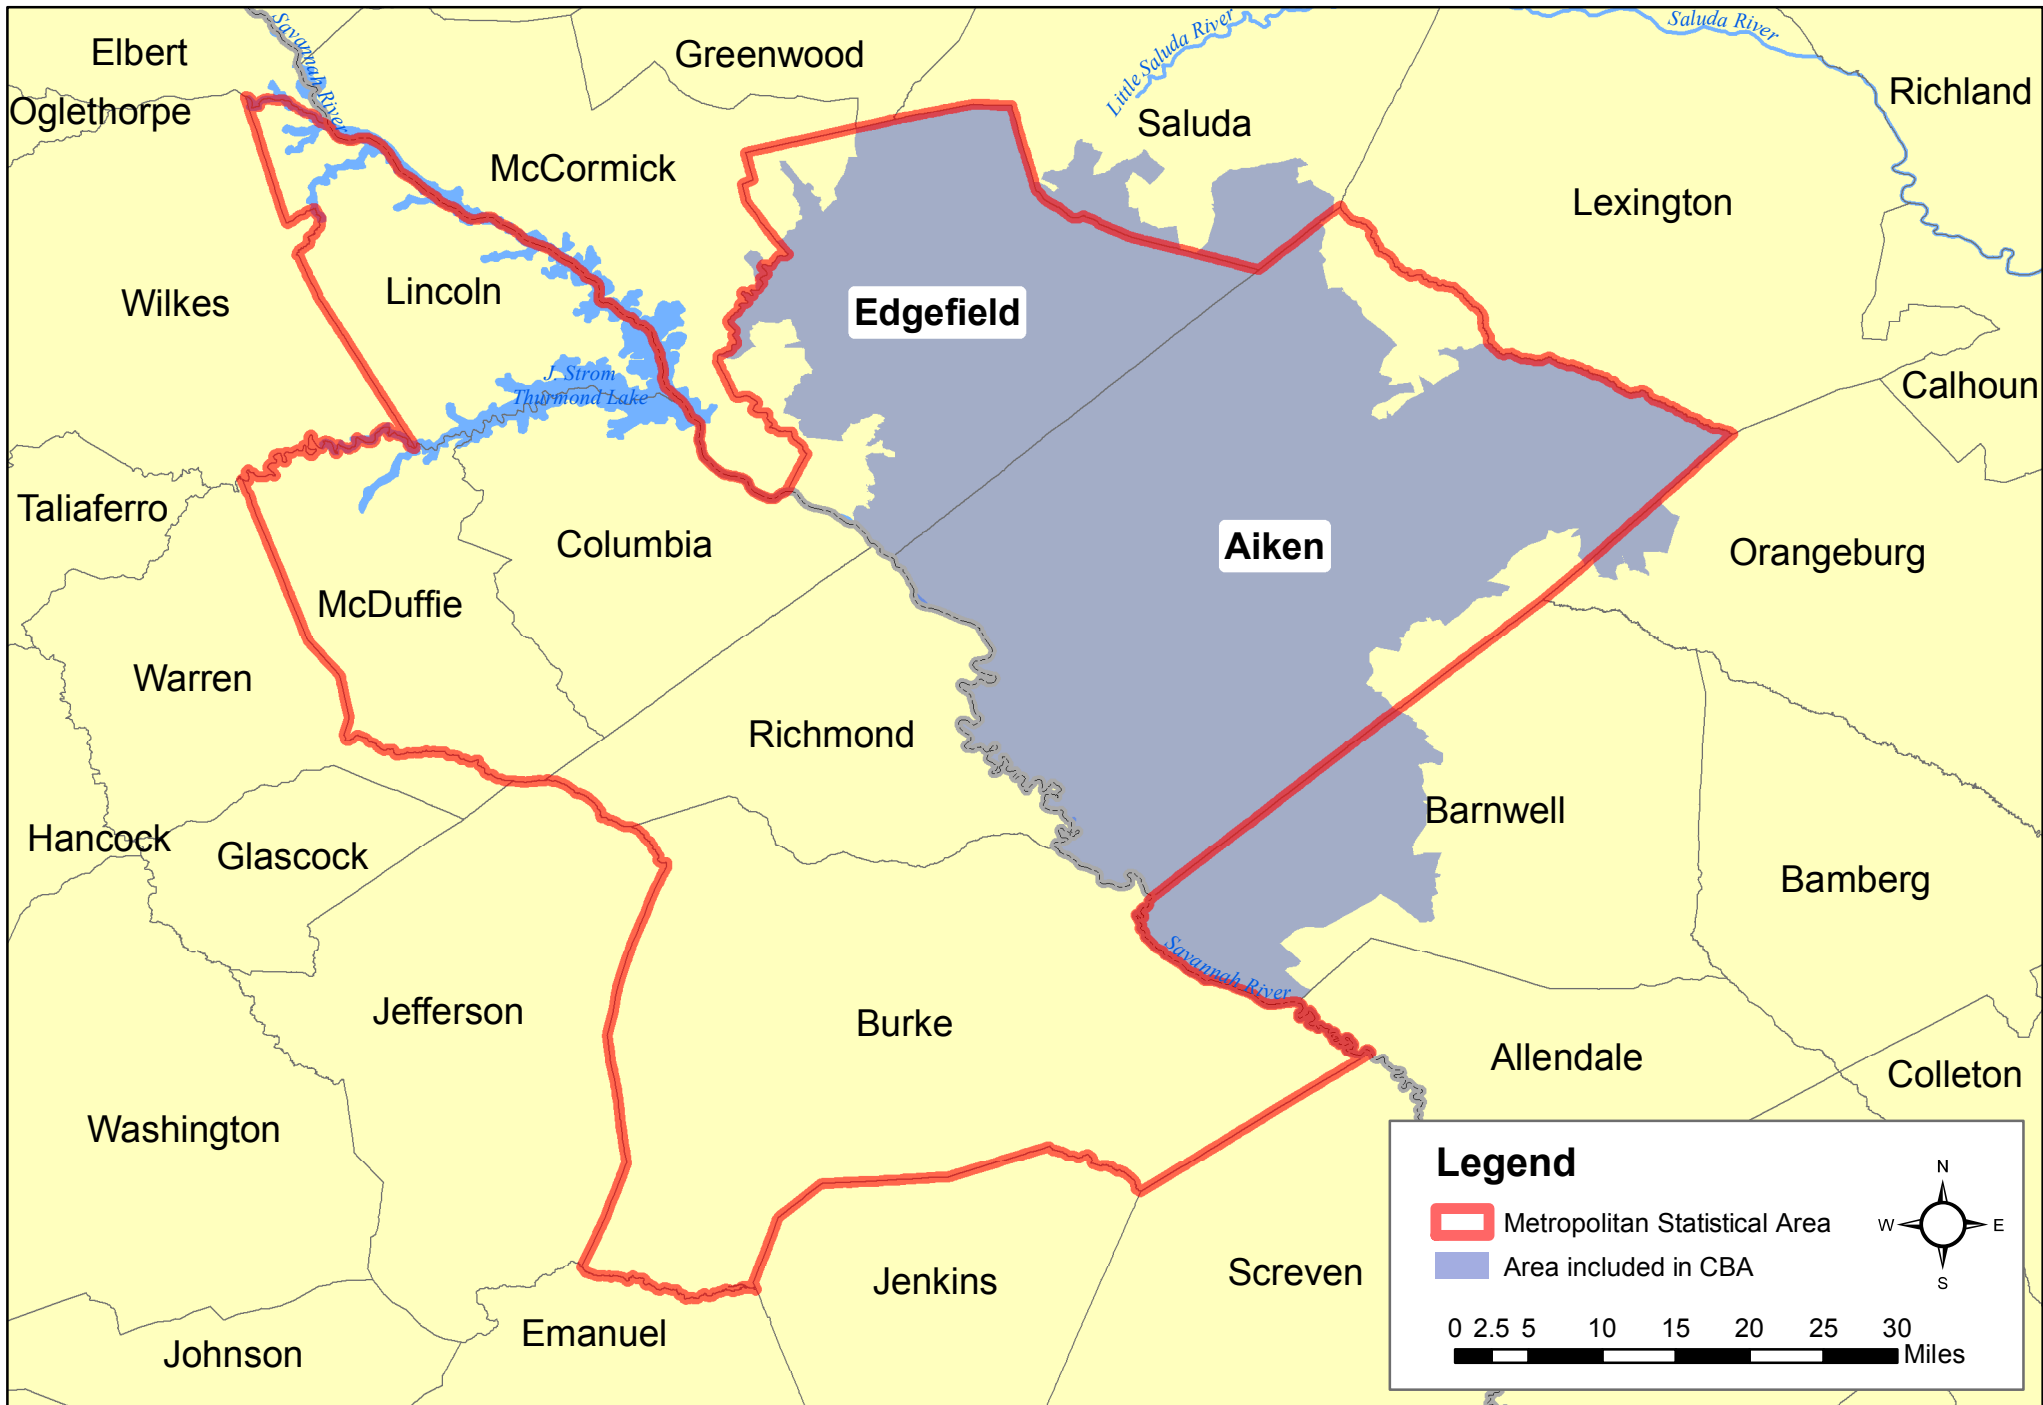 Elbert
Oglethorpe
Savannah River
Greenwood
Little Saluda River
Saluda River
Richland
Saluda
McCormick
Lexington
Wilkes
Lincoln
Edgefield
J. Strom
Thurmond Lake
Calhoun
Taliaferro
Columbia
Aiken
Orangeburg
McDuffie
Warren
Richmond
Barnwell
Hancock
Glascock
Bamberg
Savannah River
Jefferson
Burke
Allendale
Colleton
Washington
Jenkins
Screven
Emanuel
Johnson
Legend
Metropolitan Statistical Area
Area included in CBA
N
W E
S
0 2.5 5 10 15 20 25 30
Miles